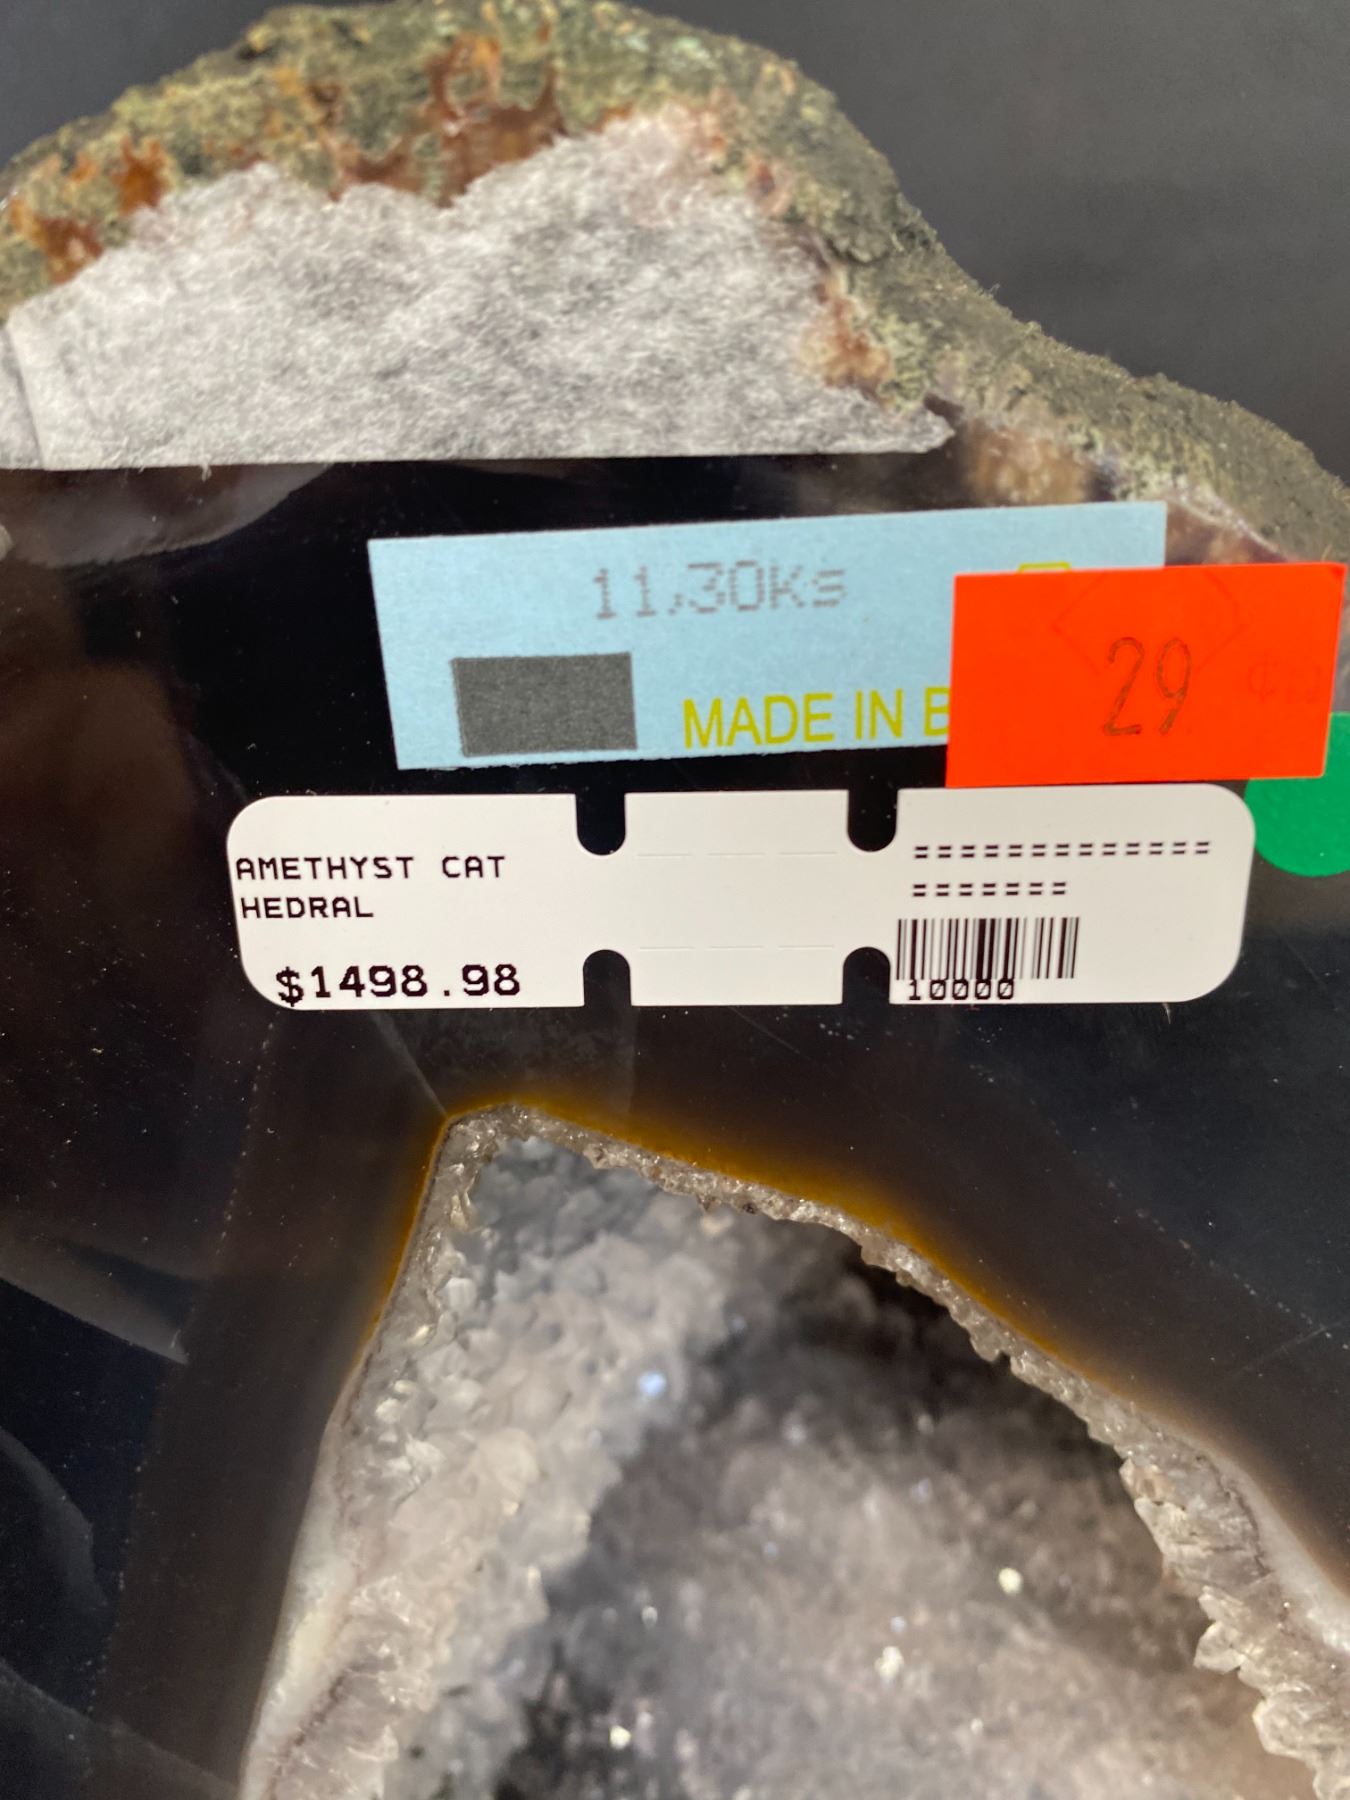 11,30Ks
MADE IN B
29
AMETHYST CAT
HEDRAL
$1498.98
=============
=======
10000